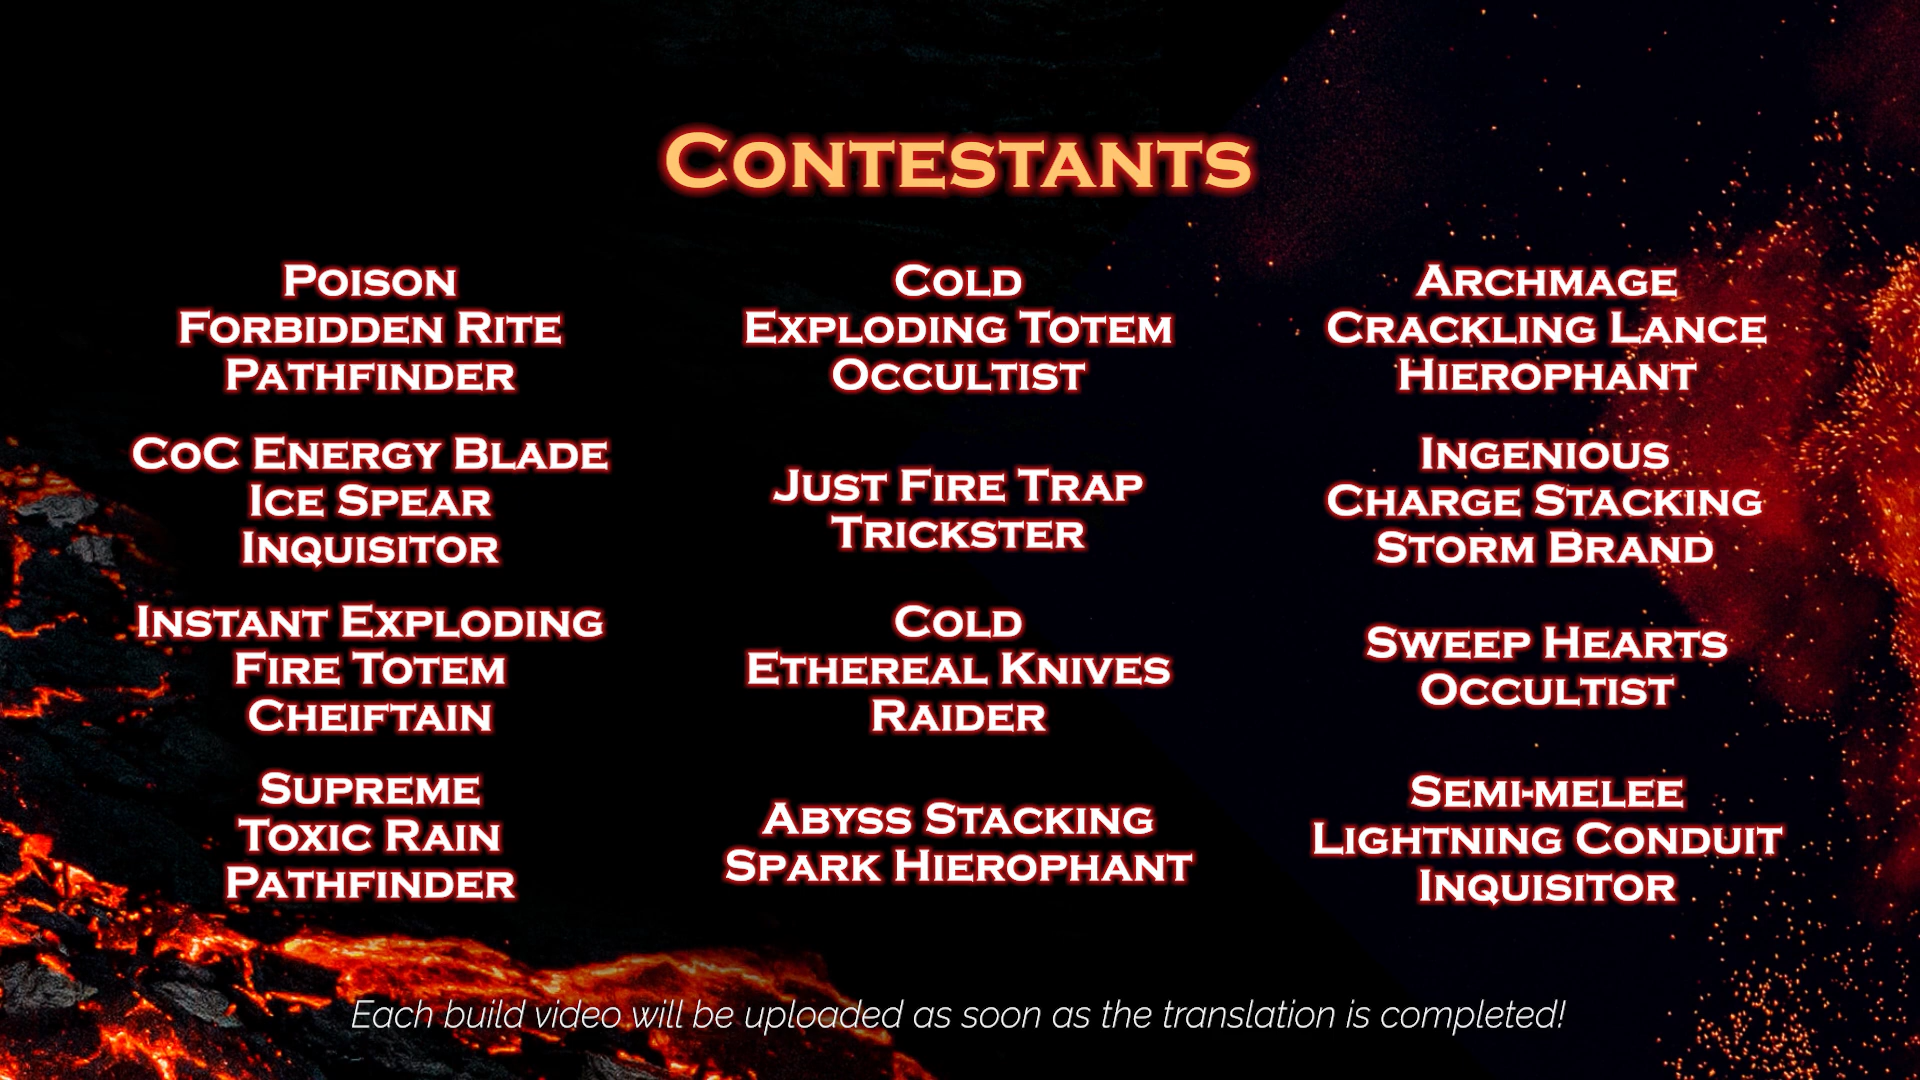 Contestants
Poison
Forbidden Rite
Pathfinder
CoC Energy Blade
Ice Spear
Inquisitor
Instant Exploding
Fire Totem
Cheiftain
Supreme
Toxic Rain
Pathfinder
Cold
Exploding Totem
Occultist
Just Fire Trap
Trickster
Cold
Ethereal Knives
Raider
Abyss Stacking
Spark Hierophant
Archmage
Crackling Lance
Hierophant
Ingenious
Charge Stacking
Storm Brand
Sweep Hearts
Occultist
Semi-melee
Lightning Conduit
Inquisitor
Each build video will be uploaded as soon as the translation is completed!